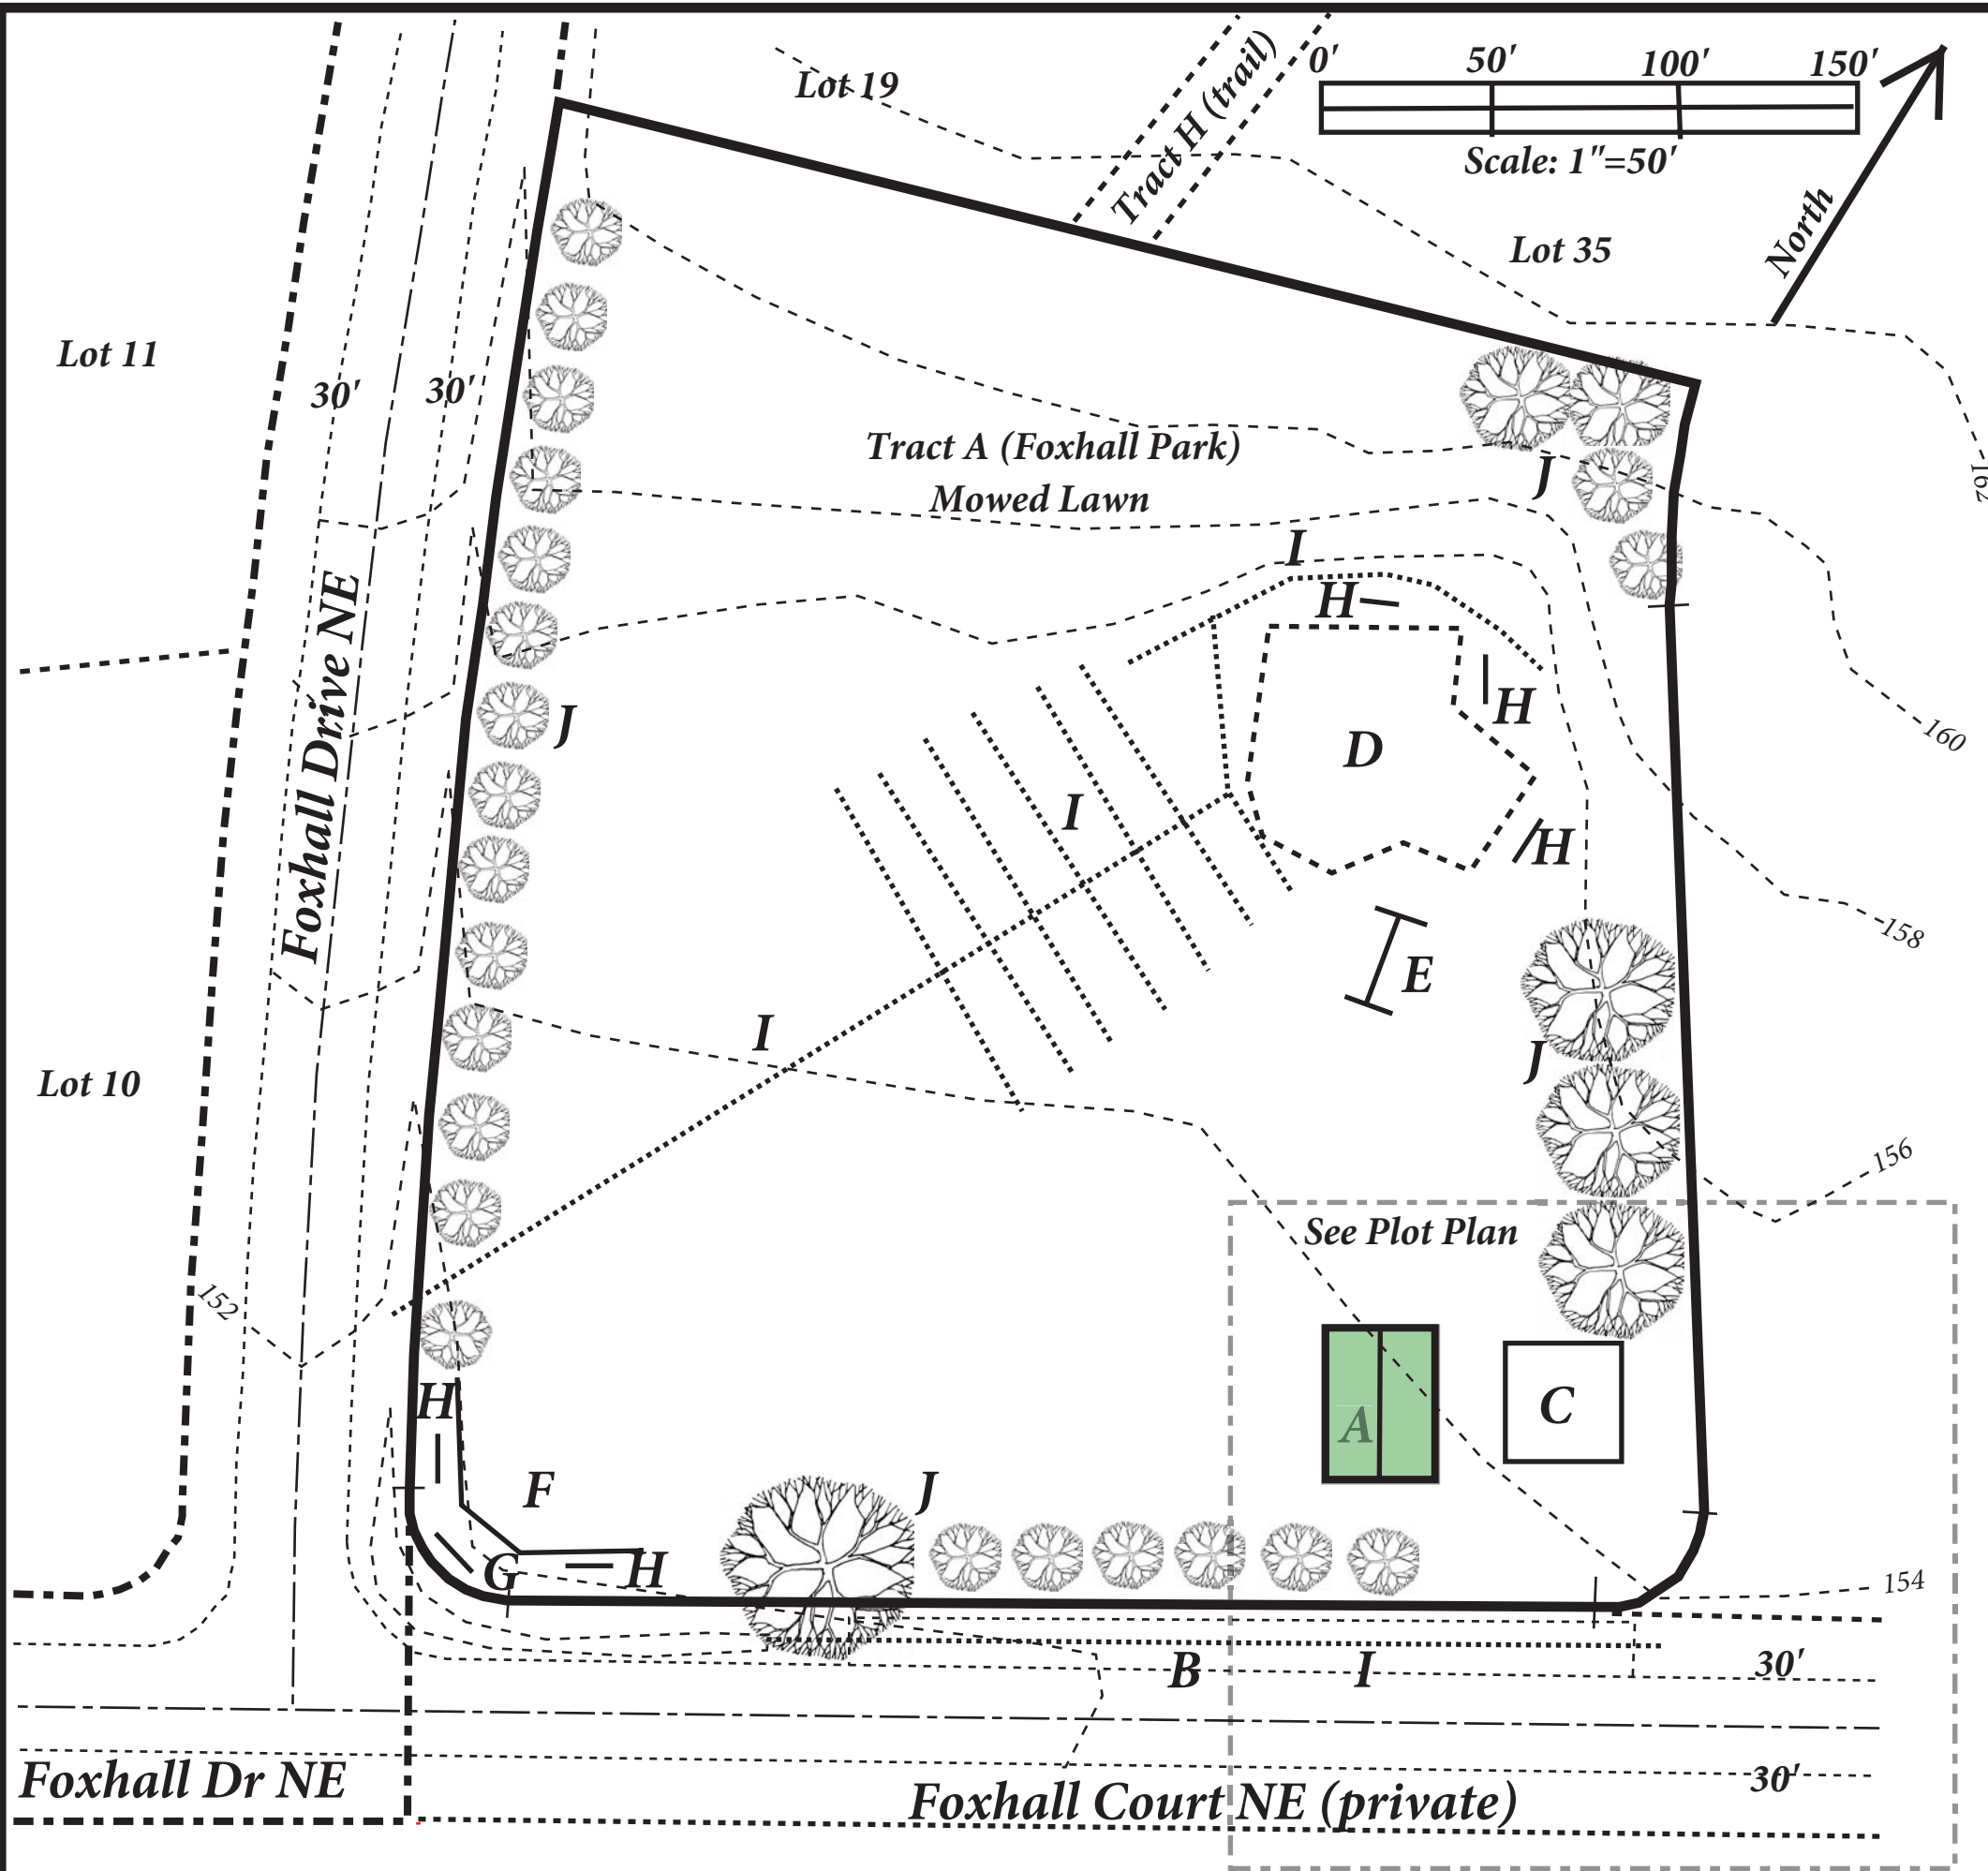 Lot 19
Tract H (trail)
0' 50' 100' 150'
Scale: 1"=50'
North
Lot 35
Lot 11
30' 30'
Tract A (Foxhall Park)
Mowed Lawn
J
162
I
H
Foxhall Drive NE
H
J
D
160
I
H
158
E
I
J
Lot 10
156
See Plot Plan
152
H
A
C
F
J
G
H
154
B
I
30'
Foxhall Dr NE
Foxhall Court NE (private)
30'